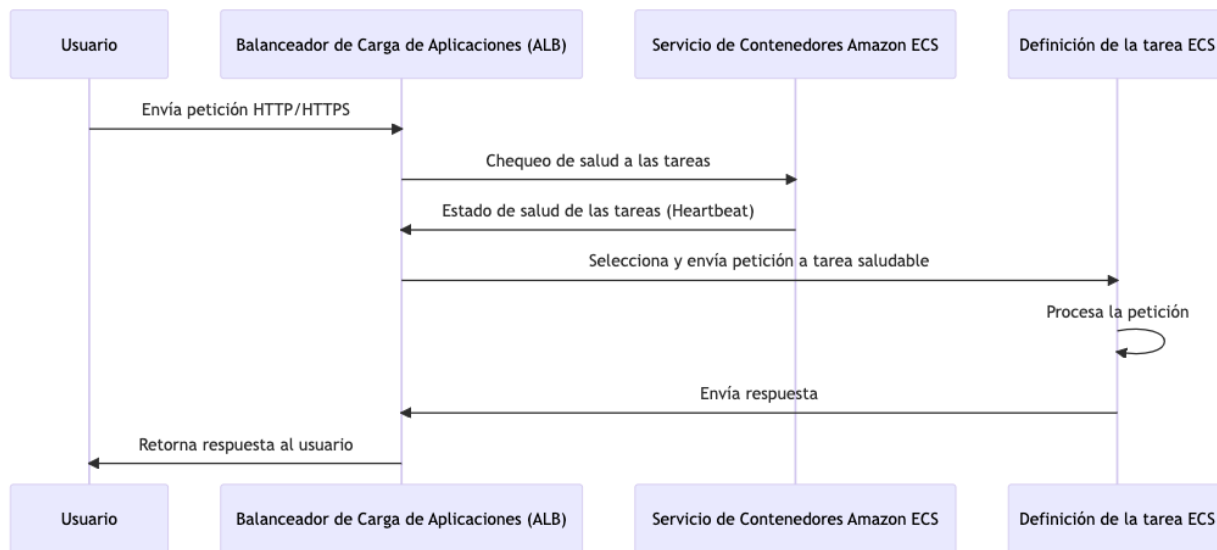 Usuario
Balanceador de Carga de Aplicaciones (ALB)
Servicio de Contenedores Amazon ECS
Definición de la tarea ECS
Envía petición HTTP/HTTPS
Chequeo de salud a las tareas
Estado de salud de las tareas (Heartbeat)
Selecciona y envía petición a tarea saludable
Procesa la petición
Envía respuesta
Retorna respuesta al usuario
Usuario
Balanceador de Carga de Aplicaciones (ALB)
Servicio de Contenedores Amazon ECS
Definición de la tarea ECS